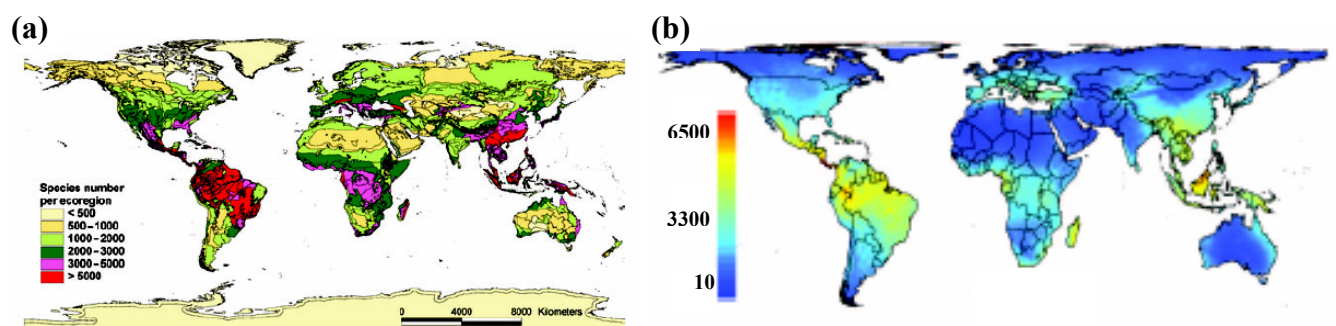 (a)
Species number
per ecoregion
< 500
500–1000
1000–2000
2000–3000
3000–5000
> 5000
0 4000 8000 Kilometers
(b)
6500
3300
10